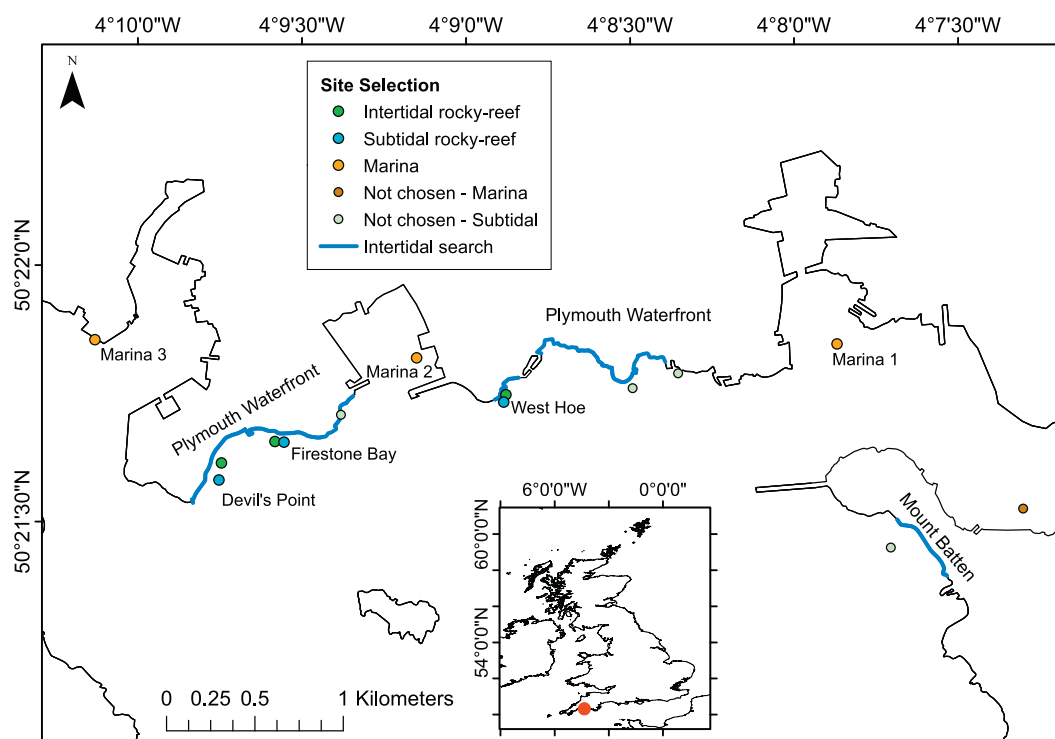 4°10'0"W 4°9'30"W 4°9'0"W 4°8'30"W 4°8'0"W 4°7'30"W
N
Site Selection
Intertidal rocky-reef
Subtidal rocky-reef
Marina
Not chosen - Marina
Not chosen - Subtidal
Intertidal search
50°22'0"N
50°21'30"N
Plymouth Waterfront
Marina 3
Marina 2
Marina 1
Plymouth Waterfront
West Hoe
Firestone Bay
Devil's Point
Mount Batten
6°0'0"W 0°0'0"
60°0'0"N
54°0'0"N
0 0.25 0.5 1 Kilometers